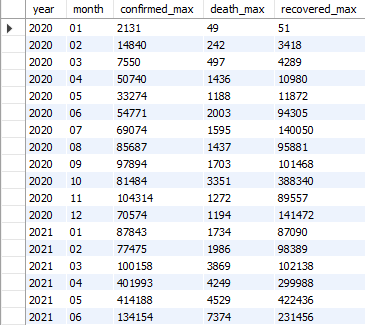 year month confirmed_max death_max recovered_max
2020 01 2131 49 51
2020 02 14840 242 3418
2020 03 7550 497 4289
2020 04 50740 1436 10980
2020 05 33274 1188 11872
2020 06 54771 2003 94305
2020 07 69074 1595 140050
2020 08 85687 1437 95881
2020 09 97894 1703 101468
2020 10 81484 3351 388340
2020 11 104314 1272 89557
2020 12 70574 1194 141472
2021 01 87843 1734 87090
2021 02 77475 1986 98389
2021 03 100158 3869 102138
2021 04 401993 4249 299988
2021 05 414188 4529 422436
2021 06 134154 7374 231456